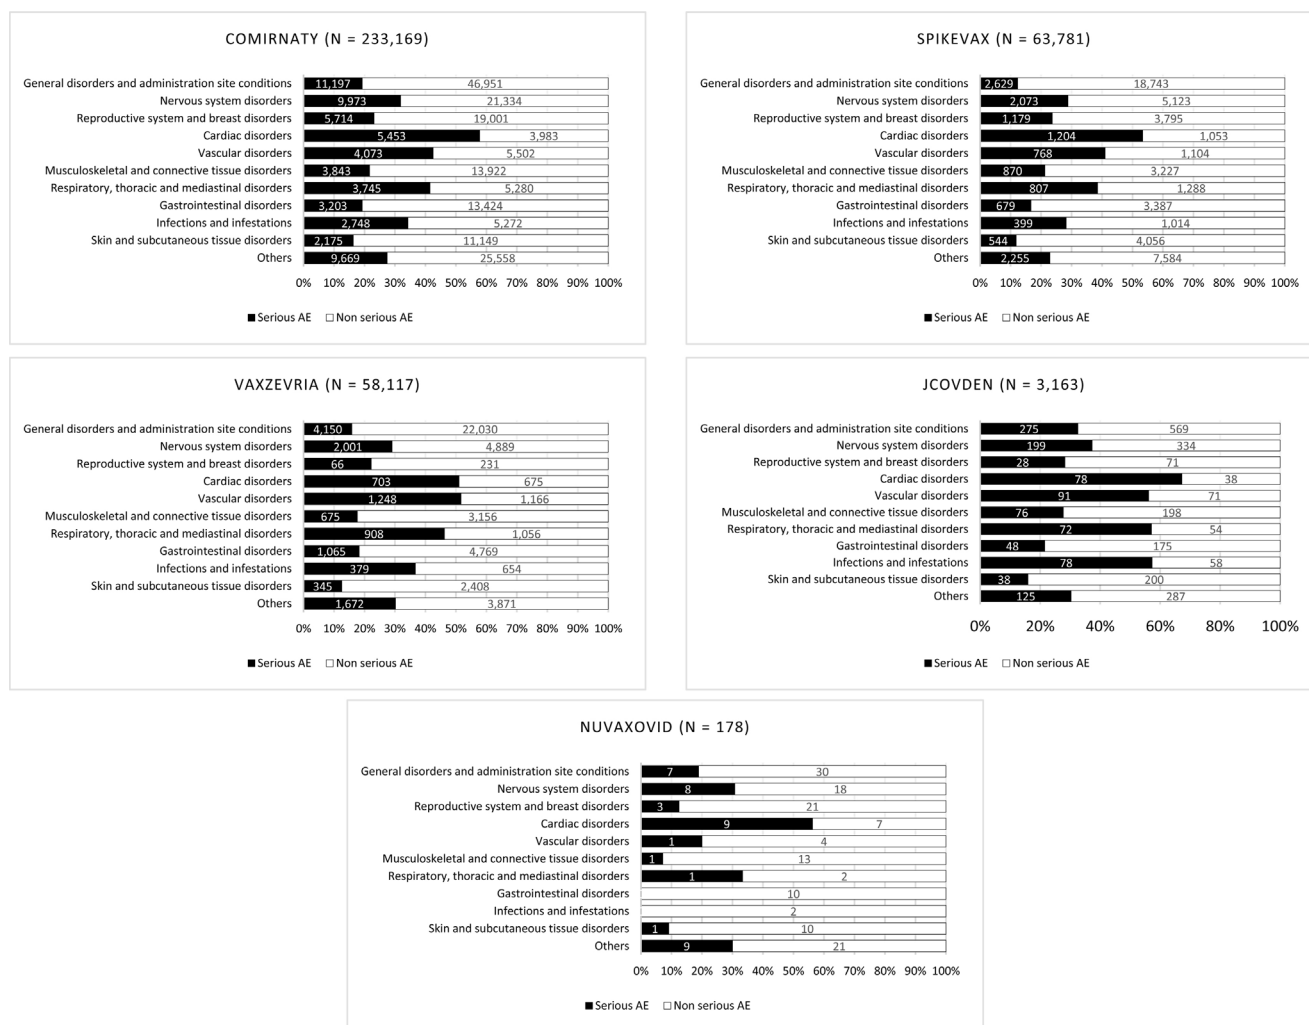 COMIRNATY (N = 233,169)
General disorders and administration site conditions 11,197 46,951
Nervous system disorders 9,973 21,334
Reproductive system and breast disorders 5,714 19,001
Cardiac disorders 5,453 3,983
Vascular disorders 4,073 5,502
Musculoskeletal and connective tissue disorders 3,843 13,922
Respiratory, thoracic and mediastinal disorders 3,745 5,280
Gastrointestinal disorders 3,203 13,424
Infections and infestations 2,748 5,272
Skin and subcutaneous tissue disorders 2,175 11,149
Others 9,669 25,558
0% 10% 20% 30% 40% 50% 60% 70% 80% 90% 100%
Serious AE Non serious AE
SPIKEVAX (N = 63,781)
General disorders and administration site conditions 2,629 18,743
Nervous system disorders 2,073 5,123
Reproductive system and breast disorders 1,179 3,795
Cardiac disorders 1,204 1,053
Vascular disorders 768 1,104
Musculoskeletal and connective tissue disorders 870 3,227
Respiratory, thoracic and mediastinal disorders 807 1,288
Gastrointestinal disorders 679 3,387
Infections and infestations 399 1,014
Skin and subcutaneous tissue disorders 544 4,056
Others 2,255 7,584
0% 10% 20% 30% 40% 50% 60% 70% 80% 90% 100%
Serious AE Non serious AE
VAXZEVRIA (N = 58,117)
General disorders and administration site conditions 4,150 22,030
Nervous system disorders 2,001 4,889
Reproductive system and breast disorders 66 231
Cardiac disorders 703 675
Vascular disorders 1,248 1,166
Musculoskeletal and connective tissue disorders 675 3,156
Respiratory, thoracic and mediastinal disorders 908 1,056
Gastrointestinal disorders 1,065 4,769
Infections and infestations 379 654
Skin and subcutaneous tissue disorders 345 2,408
Others 1,672 3,871
0% 10% 20% 30% 40% 50% 60% 70% 80% 90% 100%
Serious AE Non serious AE
JCOVDEN (N = 3,163)
General disorders and administration site conditions 275 569
Nervous system disorders 199 334
Reproductive system and breast disorders 28 71
Cardiac disorders 78 38
Vascular disorders 91 71
Musculoskeletal and connective tissue disorders 76 198
Respiratory, thoracic and mediastinal disorders 72 54
Gastrointestinal disorders 48 175
Infections and infestations 78 58
Skin and subcutaneous tissue disorders 38 200
Others 125 287
0% 20% 40% 60% 80% 100%
Serious AE Non serious AE
NUVAXOVID (N = 178)
General disorders and administration site conditions 7 30
Nervous system disorders 8 18
Reproductive system and breast disorders 3 21
Cardiac disorders 9 7
Vascular disorders 1 4
Musculoskeletal and connective tissue disorders 1 13
Respiratory, thoracic and mediastinal disorders 1 2
Gastrointestinal disorders 10
Infections and infestations 2
Skin and subcutaneous tissue disorders 1 10
Others 9 21
0% 10% 20% 30% 40% 50% 60% 70% 80% 90% 100%
Serious AE Non serious AE